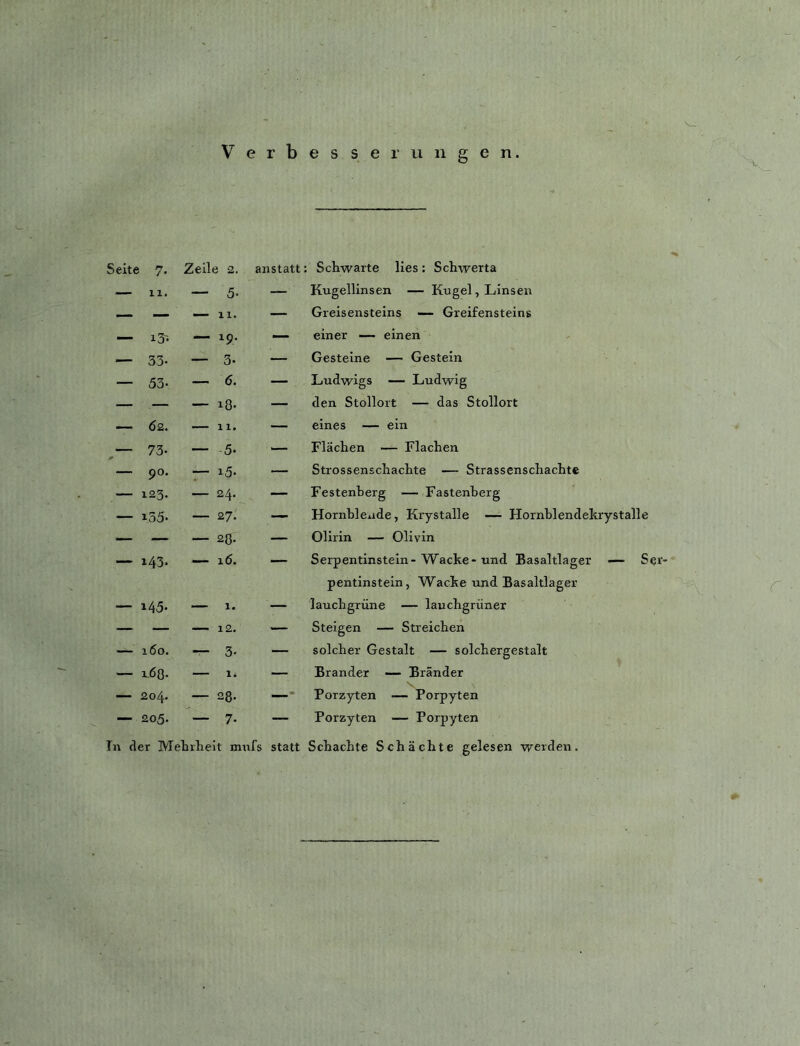 Verbesserungen.
Seite 7. Zeile 2. anstatt: Schwarte lies: Schwerta
— 11. — 5. — Kugellinsen — Kugel, Linsen
— — — 11. — Greisensteins — Greifensteins
— 13. — 19. — einer — einen
— 33. — 3. — Gesteine — Gestein
— 53. — 6. — Ludwigs — Ludwig
— — — 18. — den Stollort — das Stollort
— 62. — 11. — eines — ein
— 73. — 5. — Flächen — Flachen
— 90. — 15. — Strossenschachte — Strassenschachte
— 123. — 24. — Festenberg — Fastenberg
— 135. — 27. — Hornblende, Krystalle — Hornblendekrystalle
— — — 28. — Olirin — Olivin
— 143. — 16. — Serpentinstein- Wacke- und Basaltlager — Ser-
pentinstein, Wacke und Basaltlager
— 145. — 1. — lauchgrüne — lauchgrüner
— — — 12. — Steigen — Streichen
— 160. — 3. — solcher Gestalt — solchergestalt
— 168. — 1. — Brander — Bränder
— 204. — 28. — Porzyten — Porpyten
— 205. — 7. — Porzyten — Porpyten
In der Mehrheit mufs statt Schachte Schächte gelesen werden.